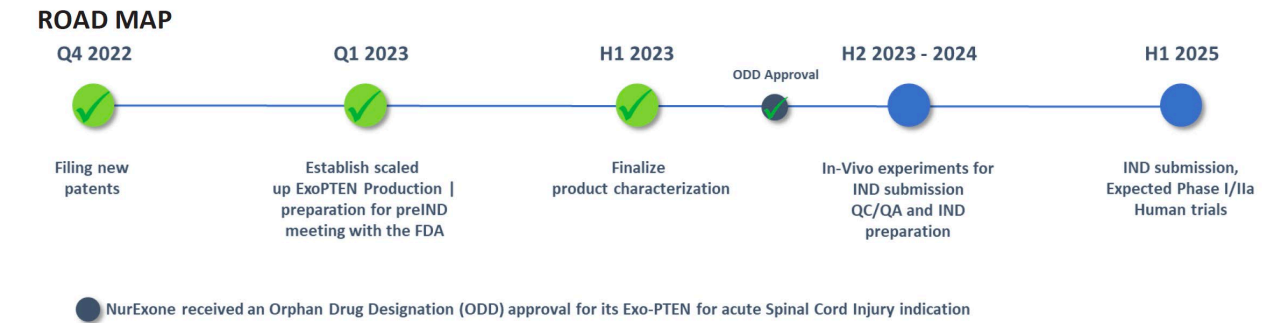 ROAD MAP
Q4 2022
Q1 2023
H1 2023
ODD Approval
H2 2023 - 2024
H1 2025
Filing new
patents
Establish scaled
up ExoPTEN Production |
preparation for preIND
meeting with the FDA
Finalize
product characterization
In-Vivo experiments for
IND submission
QC/QA and IND
preparation
IND submission,
Expected Phase I/IIa
Human trials
NurExone received an Orphan Drug Designation (ODD) approval for its Exo-PTEN for acute Spinal Cord Injury indication